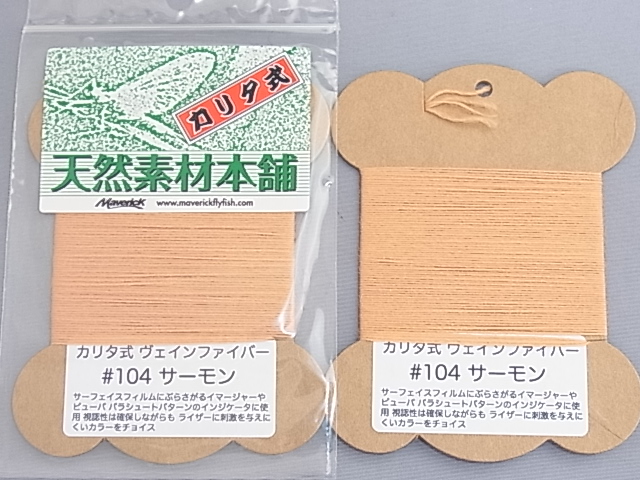 カリタ式
天然素材本舗
Maverick www.maverickflyfish.com
カリタ式 ヴェインファイバー
#104 サーモン
サーフェイスフィルムにぶらさがるイマージャーや
ピューパ パラシュートパターンのインジケータに使
用 視認性は確保しながらも ライザーに刺激を与えに
くいカラーをチョイス
カリタ式 ヴェインファイバー
#104 サーモン
サーフェイスフィルムにぶらさがるイマージャーや
ピューパ パラシュートパターンのインジケータに使
用 視認性は確保しながらも ライザーに刺激を与えに
くいカラーをチョイス